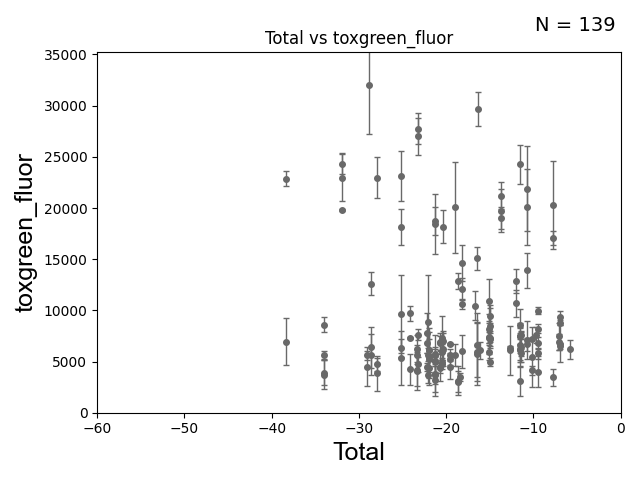 N = 139
Total vs toxgreen_fluor
35000
30000
25000
20000
15000
10000
5000
0
toxgreen_fluor
−60 −50 −40 −30 −20 −10 0
Total